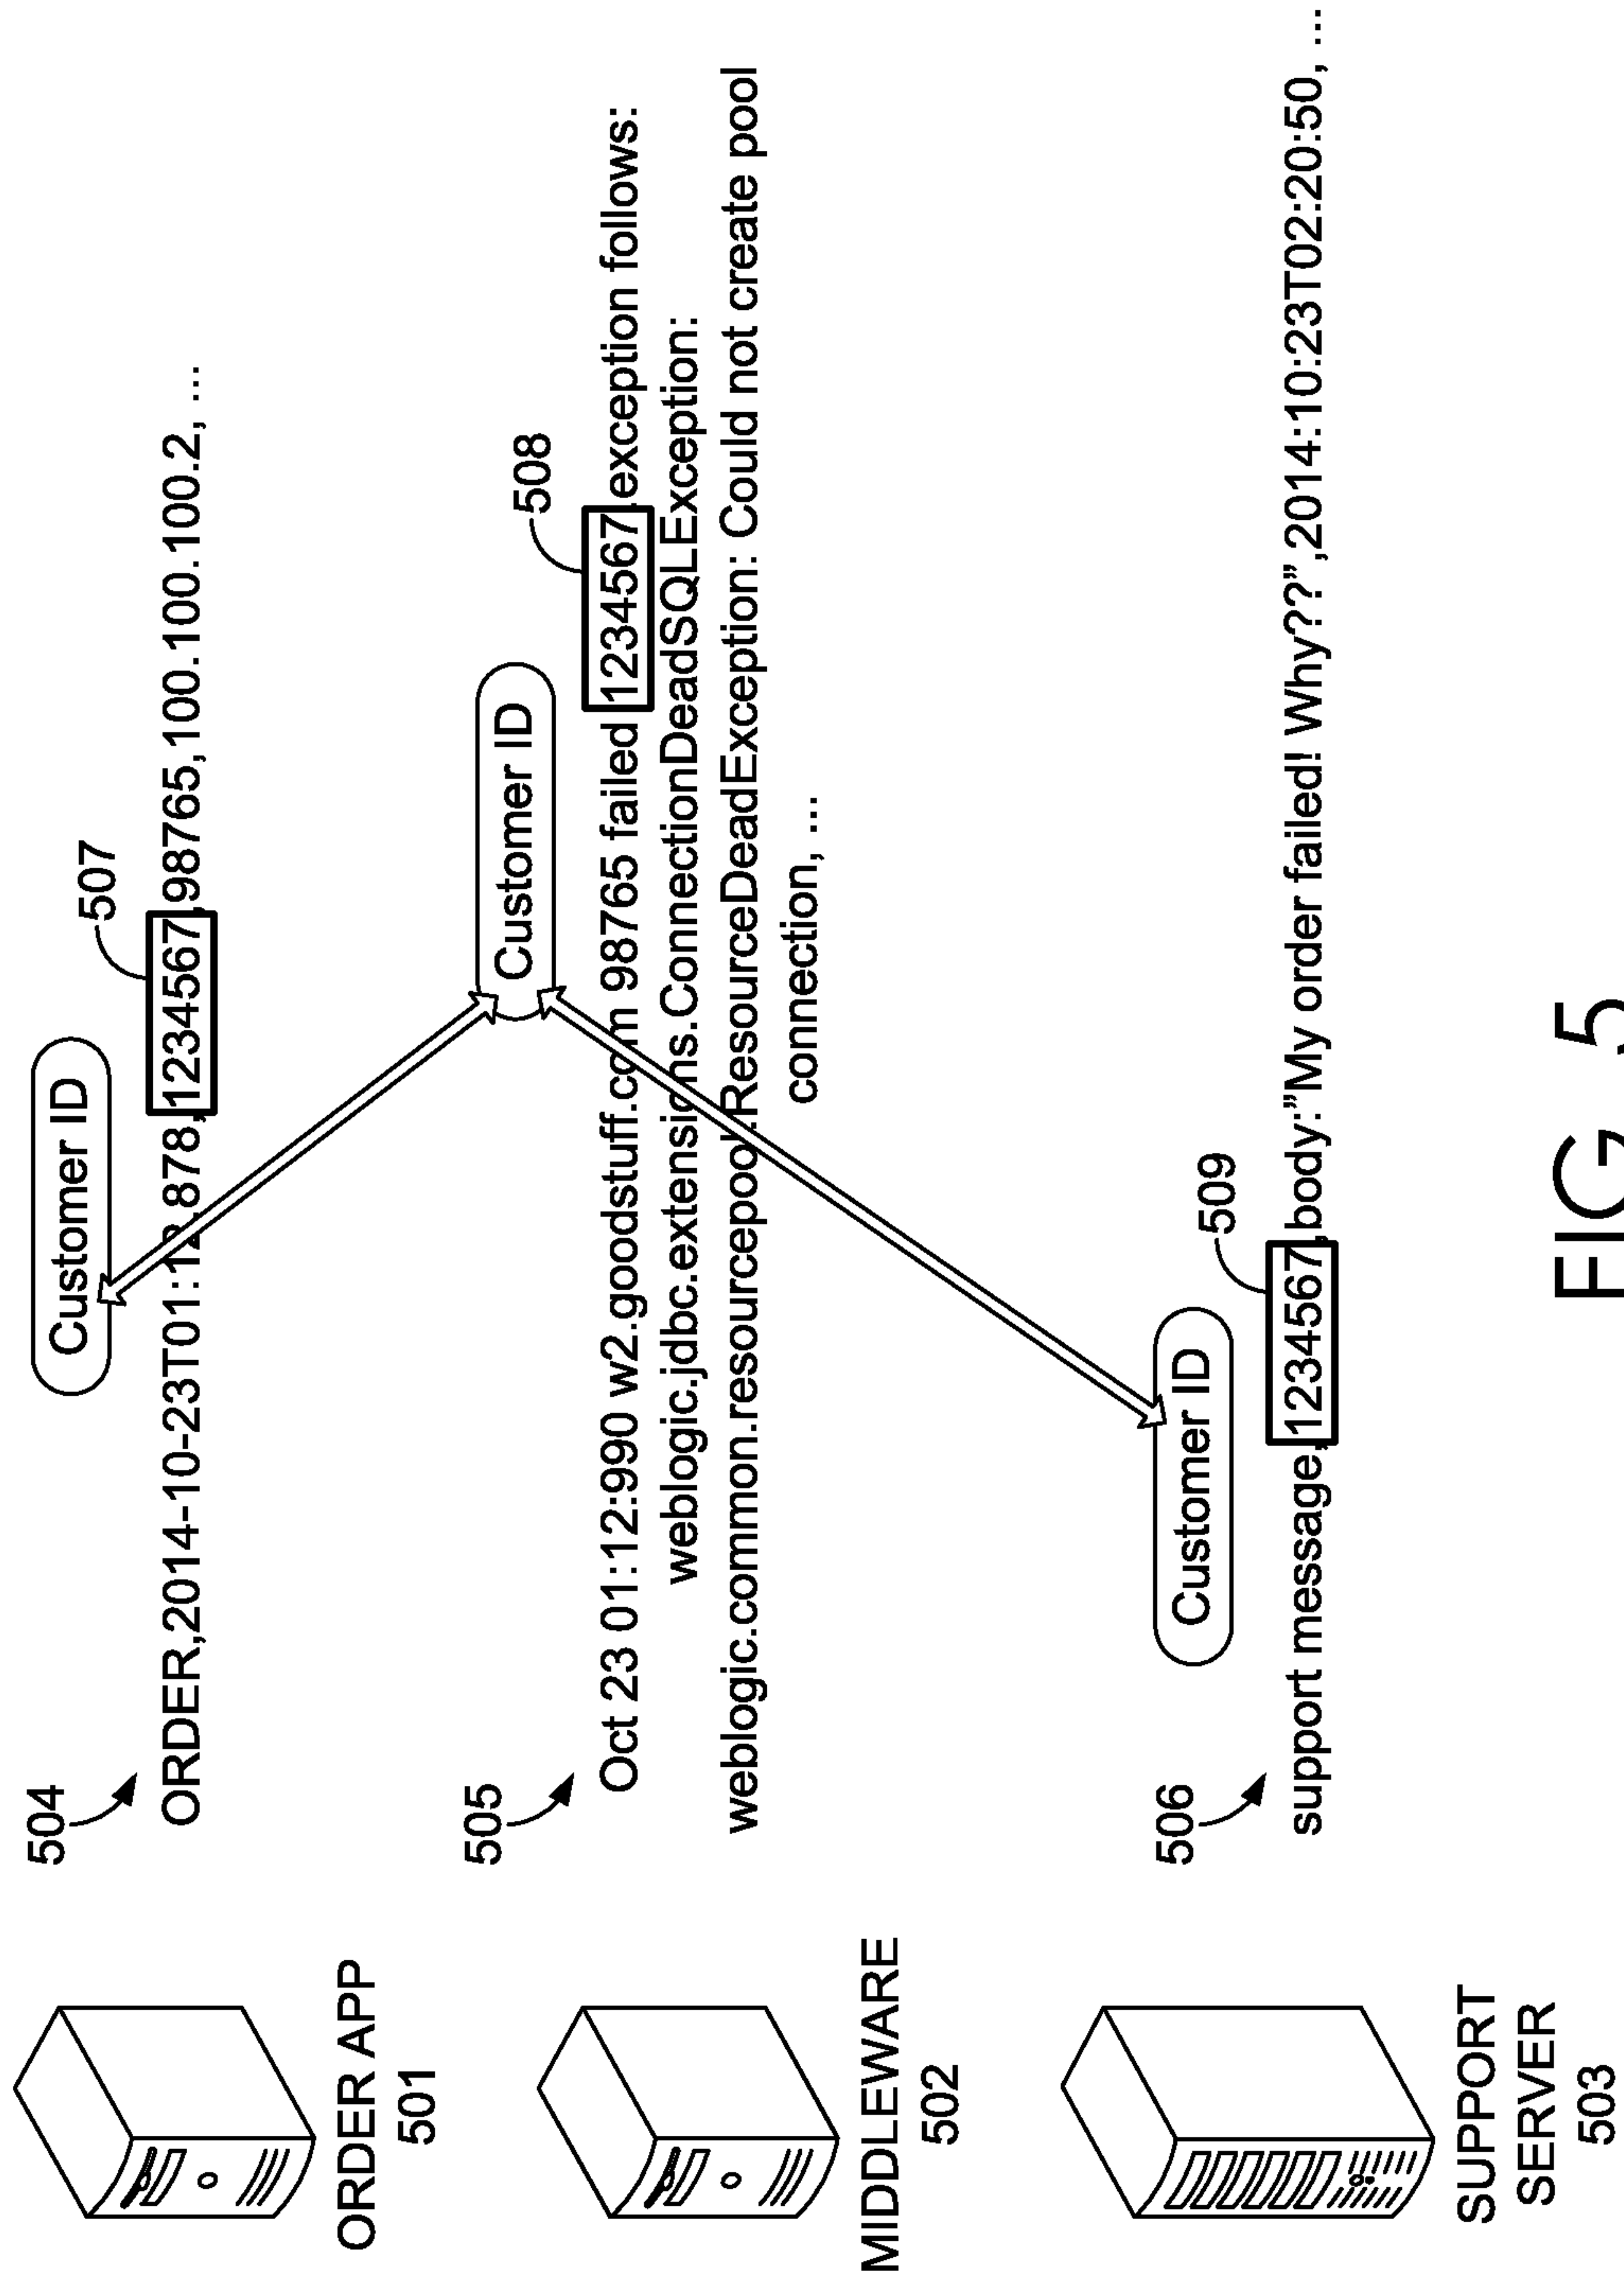 504
Customer ID
507
ORDER,2014-10-23T01:12.878,1234567,98765,100.100.100.2, ...
ORDER APP
501
505
Customer ID
508
Oct 23 01:12:990 w2.goodstuff.com 98765 failed 1234567,exception follows:
weblogic.jdbc.extensions.ConnectionDeadSQLException:
weblogic.common.resourcepool.ResourceDeadException: Could not create pool
connection, ...
MIDDLEWARE
502
506
Customer ID
509
support message,1234567,body:"My order failed! Why???",2014:10:23T02:20:50, ...
SUPPORT
SERVER
503
FIG. 5